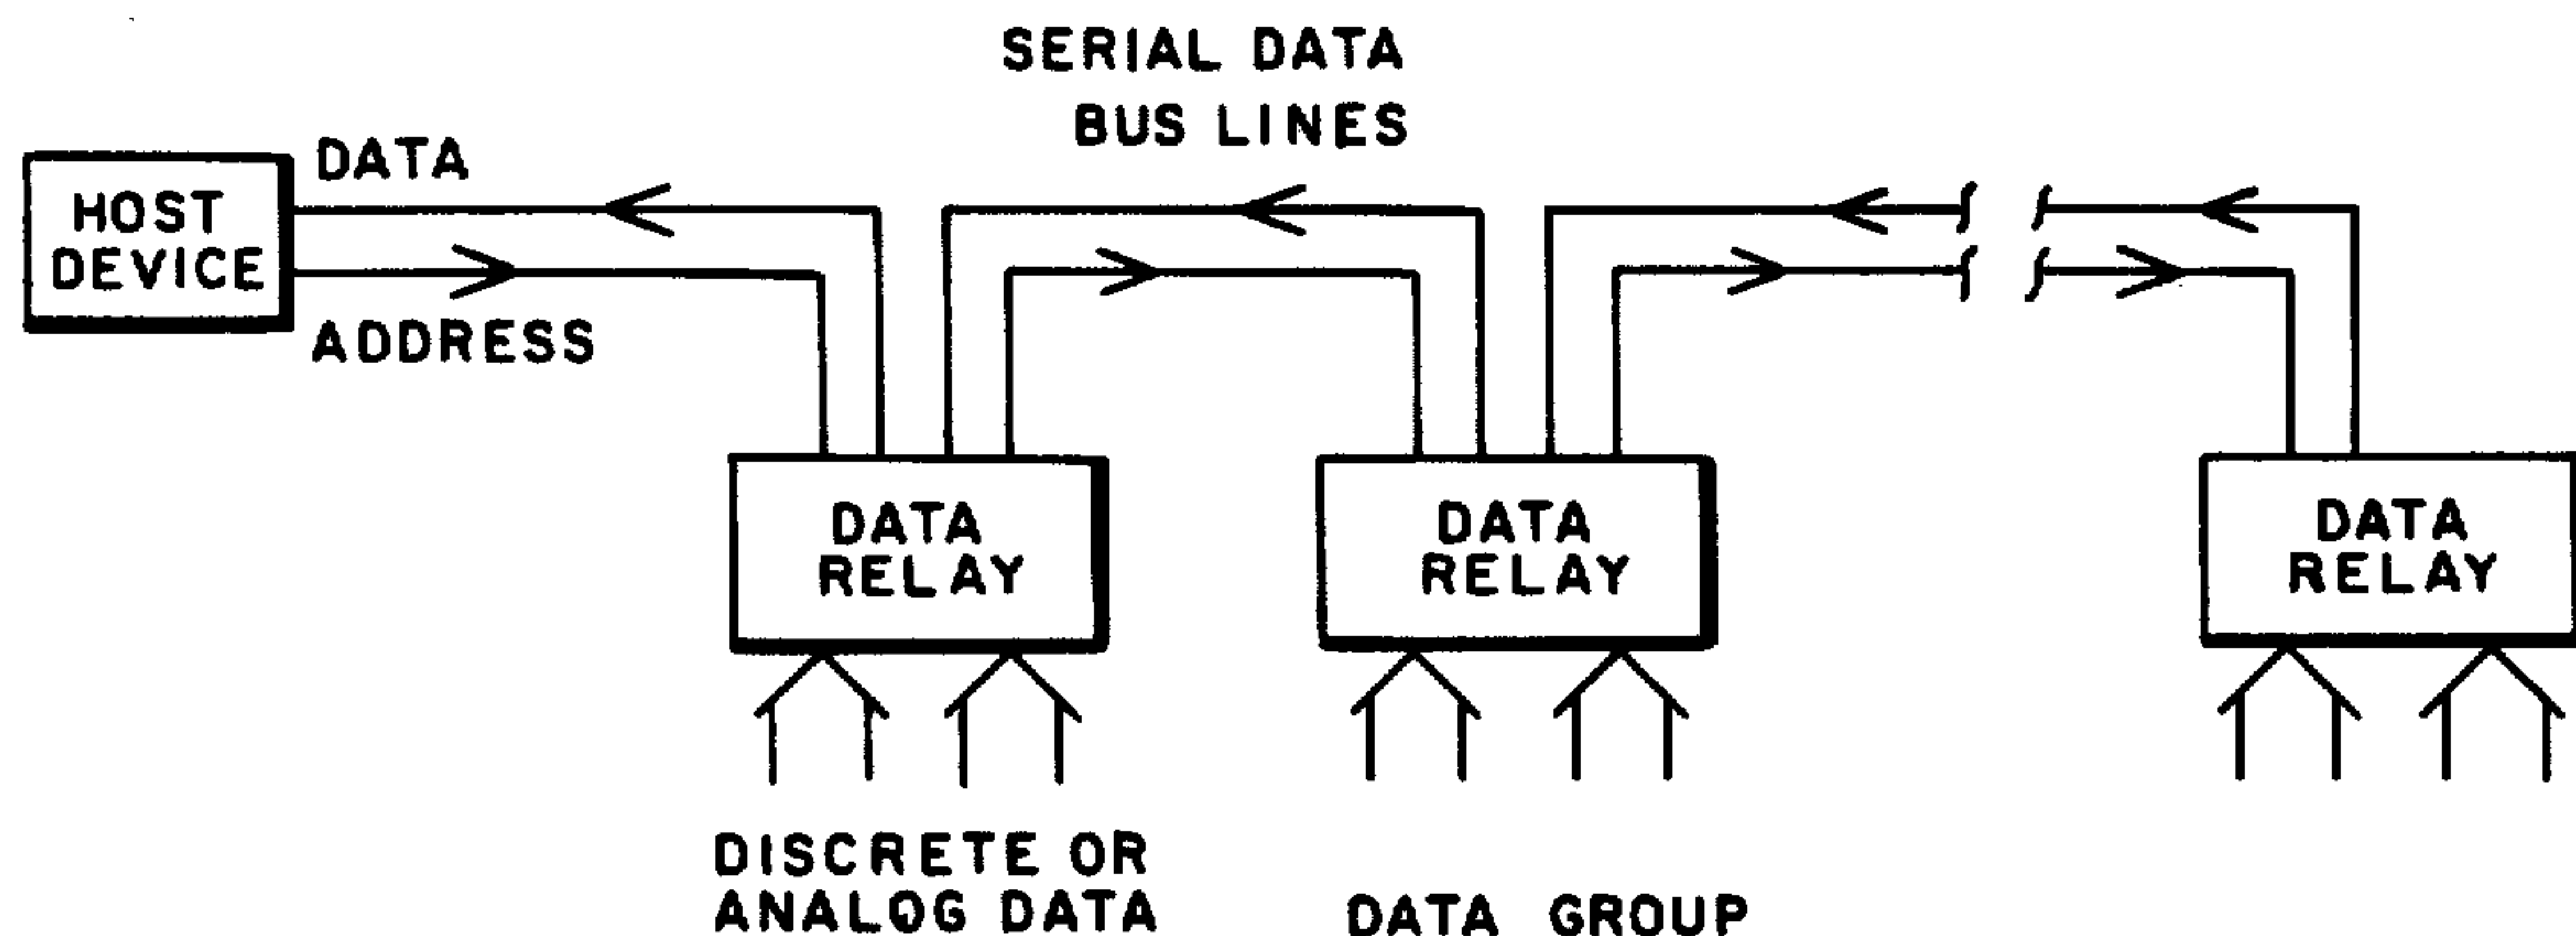 SERIAL DATA
BUS LINES
DATA
HOST
DEVICE
ADDRESS
DATA
RELAY
DATA
RELAY
DATA
RELAY
DISCRETE OR
ANALOG DATA
DATA GROUP